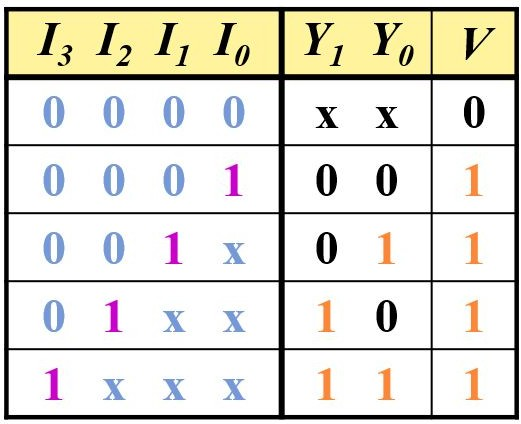 I₃ I₂ I₁ I₀ Y₁ Y₀ V
0 0 0 0 x x 0
0 0 0 1 0 0 1
0 0 1 x 0 1 1
0 1 x x 1 0 1
1 x x x 1 1 1